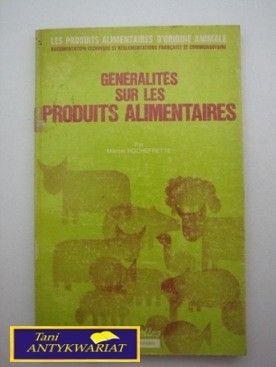 LES PRODUITS ALIMENTAIRES D'ORIGINE ANIMALE
DOCUMENTATION TECHNIQUE ET RÉGLEMENTATIONS FRANÇAISE ET COMMUNAUTAIRE
GÉNÉRALITÉS
SUR LES
PRODUITS ALIMENTAIRES
Par
Marcel ROCHEFRETTE
Tani
ANTYKWARIAT